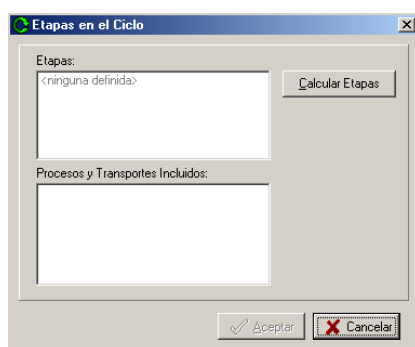 Etapas en el Ciclo
Etapas:
<ninguna definida>
Calcular Etapas
Procesos y Transportes Incluidos:
Aceptar
Cancelar